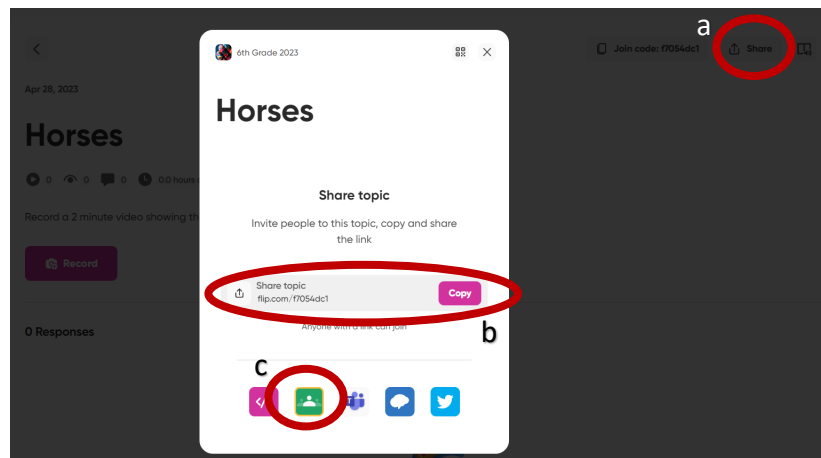 a
Join code: f7054dc1
Share
Apr 28, 2023
Horses
0 0 0 0.0 hours
Record a 2 minute video showing th
Record
0 Responses
6th Grade 2023
Horses
Share topic
Invite people to this topic, copy and share
the link
Share topic
flip.com/f7054dc1
Copy
b
Anyone with a link can join
c